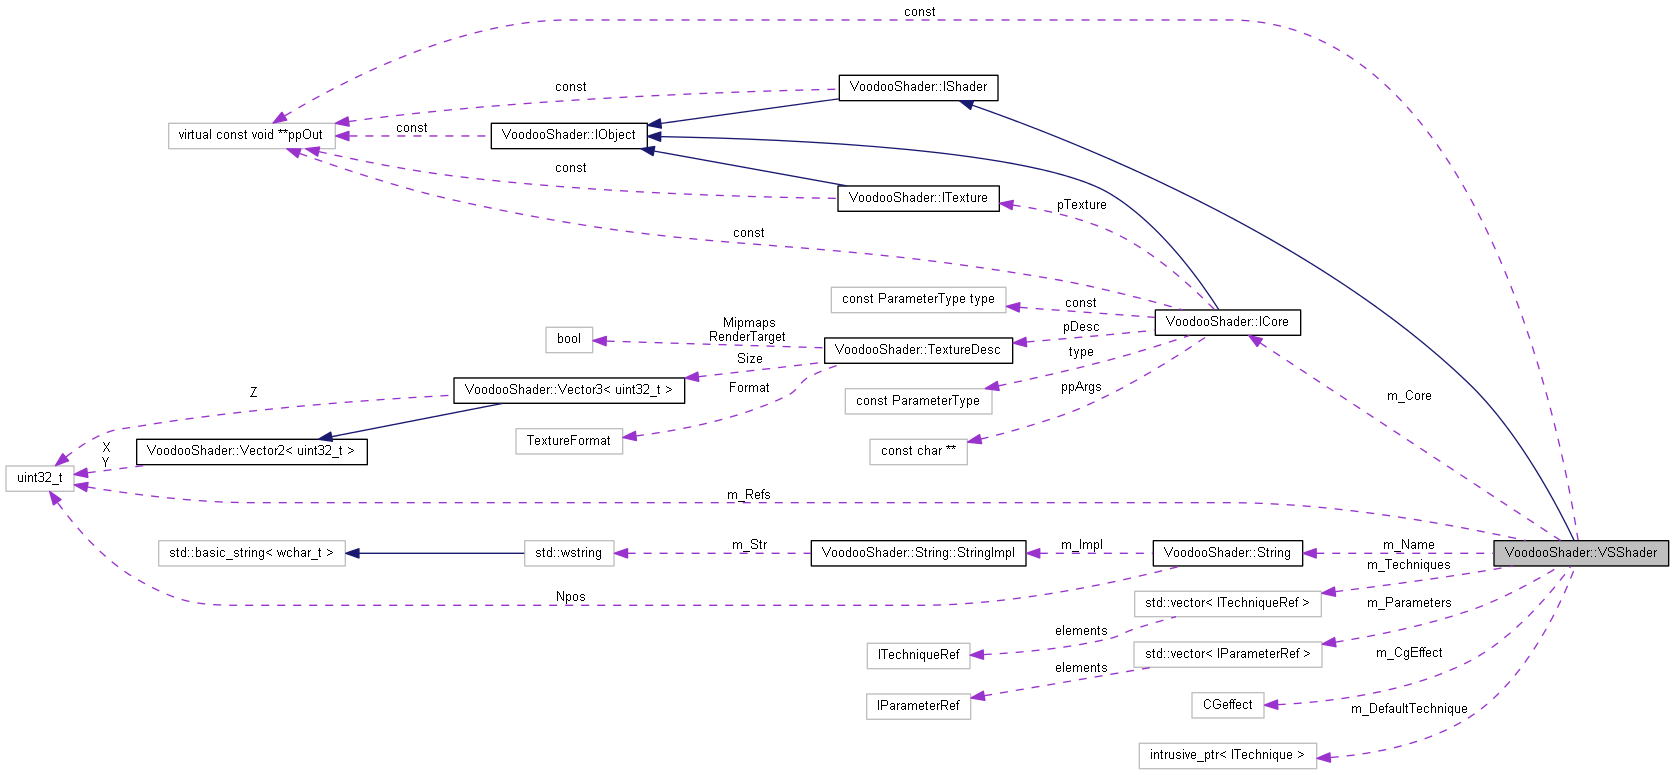 const
VoodooShader::IShader
const
const
virtual const void **ppOut
VoodooShader::IObject
const
VoodooShader::ITexture
pTexture
const
const ParameterType type
const
VoodooShader::ICore
Mipmaps
RenderTarget
pDesc
bool
VoodooShader::TextureDesc
Size
type
Format
ppArgs
Z
VoodooShader::Vector3< uint32_t >
const ParameterType
m_Core
TextureFormat
X
Y
VoodooShader::Vector2< uint32_t >
const char **
uint32_t
m_Refs
std::basic_string< wchar_t >
std::wstring
m_Str
VoodooShader::String::StringImpl
m_Impl
VoodooShader::String
m_Name
VoodooShader::VSShader
m_Techniques
Npos
std::vector< ITechniqueRef >
m_Parameters
elements
ITechniqueRef
std::vector< IParameterRef >
m_CgEffect
elements
IParameterRef
CGeffect
m_DefaultTechnique
intrusive_ptr< ITechnique >